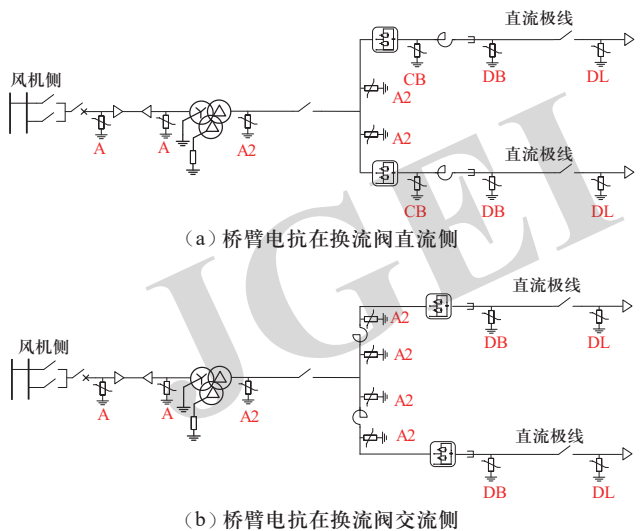 直流极线
CB DB DL
A2
风机侧
A A A2
A2
直流极线
CB DB DL
(a)桥臂电抗在换流阀直流侧
JGEI
直流极线
A2
DB DL
风机侧
A2
A A A2
A2
A2
直流极线
DB DL
(b)桥臂电抗在换流阀交流侧